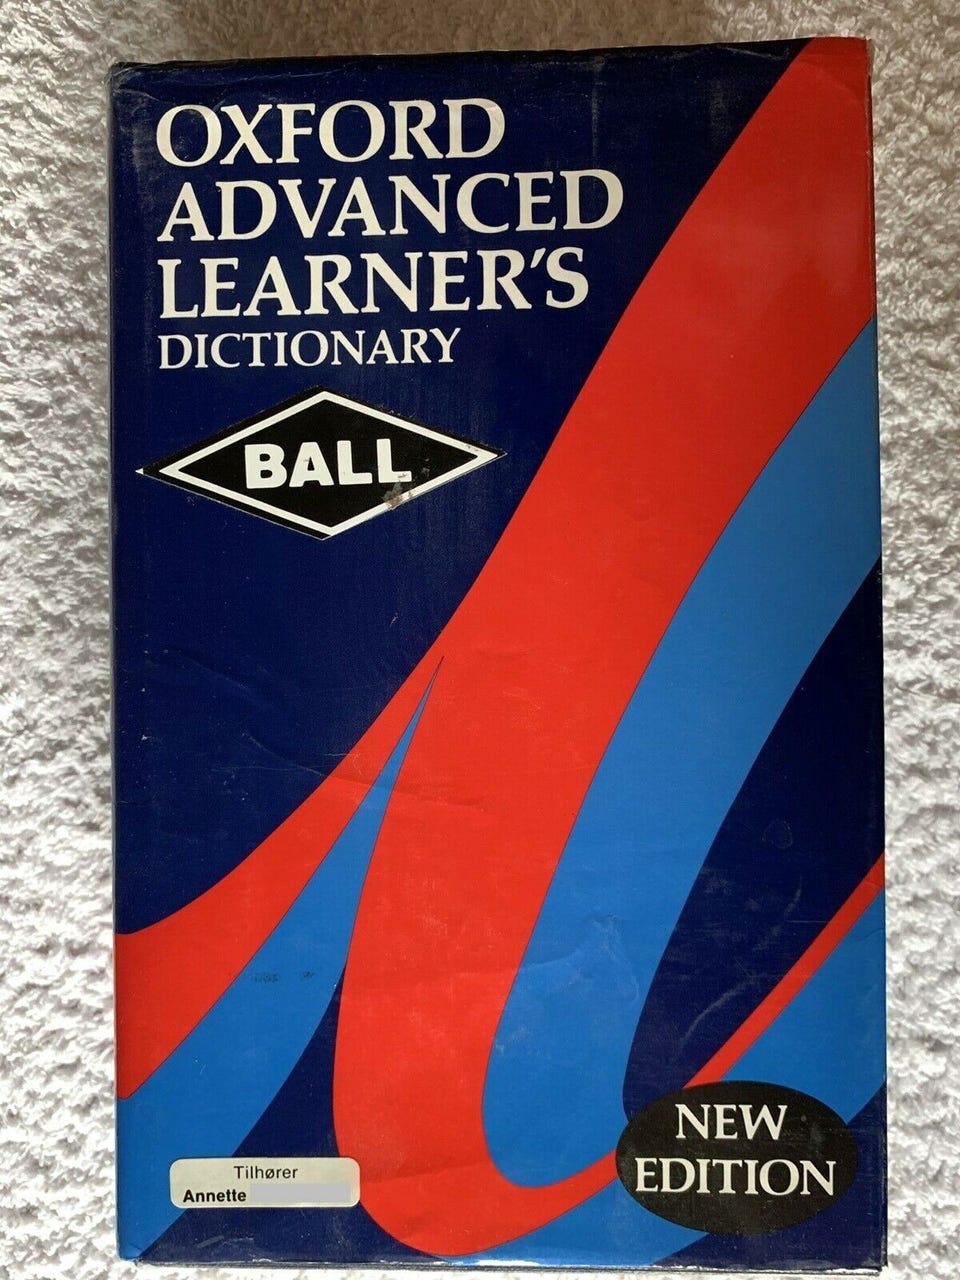 OXFORD
ADVANCED
LEARNER'S
DICTIONARY
BALL
NEW
EDITION
Tilhører
Annette